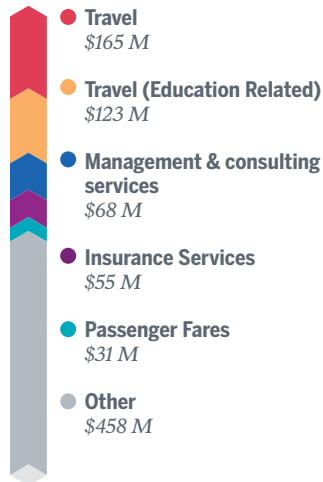 Travel
$165 M
Travel (Education Related)
$123 M
Management & consulting
services
$68 M
Insurance Services
$55 M
Passenger Fares
$31 M
Other
$458 M